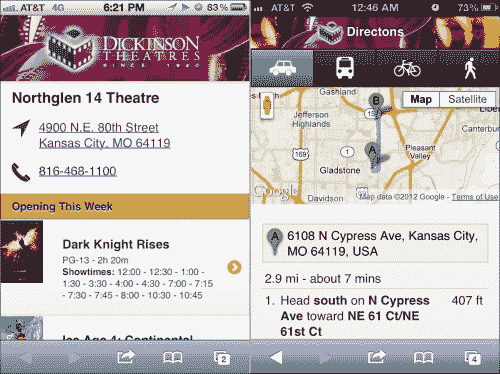 AT&T 4G 6:21 PM 83%
DICKINSON
THEATRES
SINCE 1920
Northglen 14 Theatre
4900 N.E. 80th Street
Kansas City, MO 64119
816-468-1100
Opening This Week
Dark Knight Rises
PG-13 - 2h 20m
Showtimes: 12:00 - 12:30 - 1:00 -
1:30 - 3:30 - 4:00 - 4:30 - 7:00 - 7:15
- 7:30 - 7:45 - 8:00 - 10:30 - 10:45
Ice Age 4: Continental
2
AT&T 12:46 AM 73%
Directons
Map Satellite
Gashland
B
Jefferson
Highlands
Liber
Canterbury
169
1
A
Pleasant
Valley
Gladstone
Davidson
Google
Map data ©2012 Google - Terms of Use
A 6108 N Cypress Ave, Kansas City,
MO 64119, USA
2.9 mi - about 7 mins
1. Head south on N Cypress 407 ft
Ave toward NE 61 Ct/NE
61st Ct
4